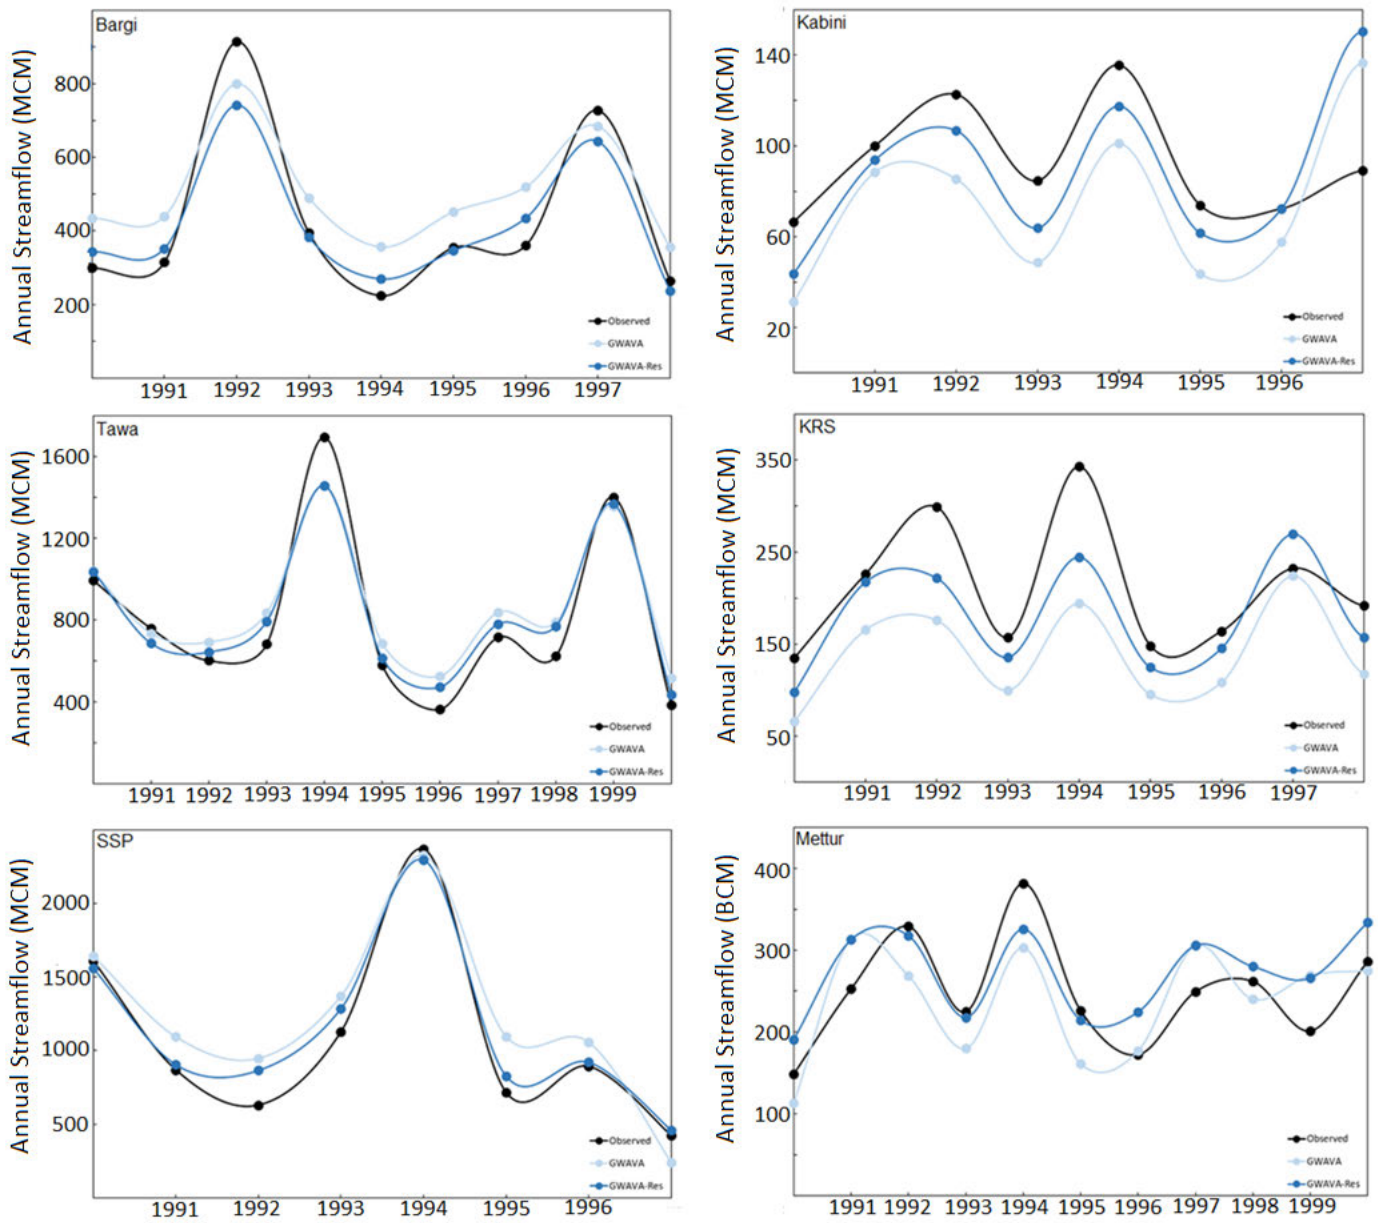 Bargi
Annual Streamflow (MCM)
800
600
400
200
Observed
GWAVA
GWAVA-Res
1991 1992 1993 1994 1995 1996 1997
Kabini
Annual Streamflow (MCM)
140
100
60
20
Observed
GWAVA
GWAVA-Res
1991 1992 1993 1994 1995 1996
Tawa
Annual Streamflow (MCM)
1600
1200
800
400
Observed
GWAVA
GWAVA-Res
1991 1992 1993 1994 1995 1996 1997 1998 1999
KRS
Annual Streamflow (MCM)
350
250
150
50
Observed
GWAVA
GWAVA-Res
1991 1992 1993 1994 1995 1996 1997
SSP
Annual Streamflow (MCM)
2000
1500
1000
500
Observed
GWAVA
GWAVA-Res
1991 1992 1993 1994 1995 1996
Mettur
Annual Streamflow (BCM)
400
300
200
100
Observed
GWAVA
GWAVA-Res
1991 1992 1993 1994 1995 1996 1997 1998 1999